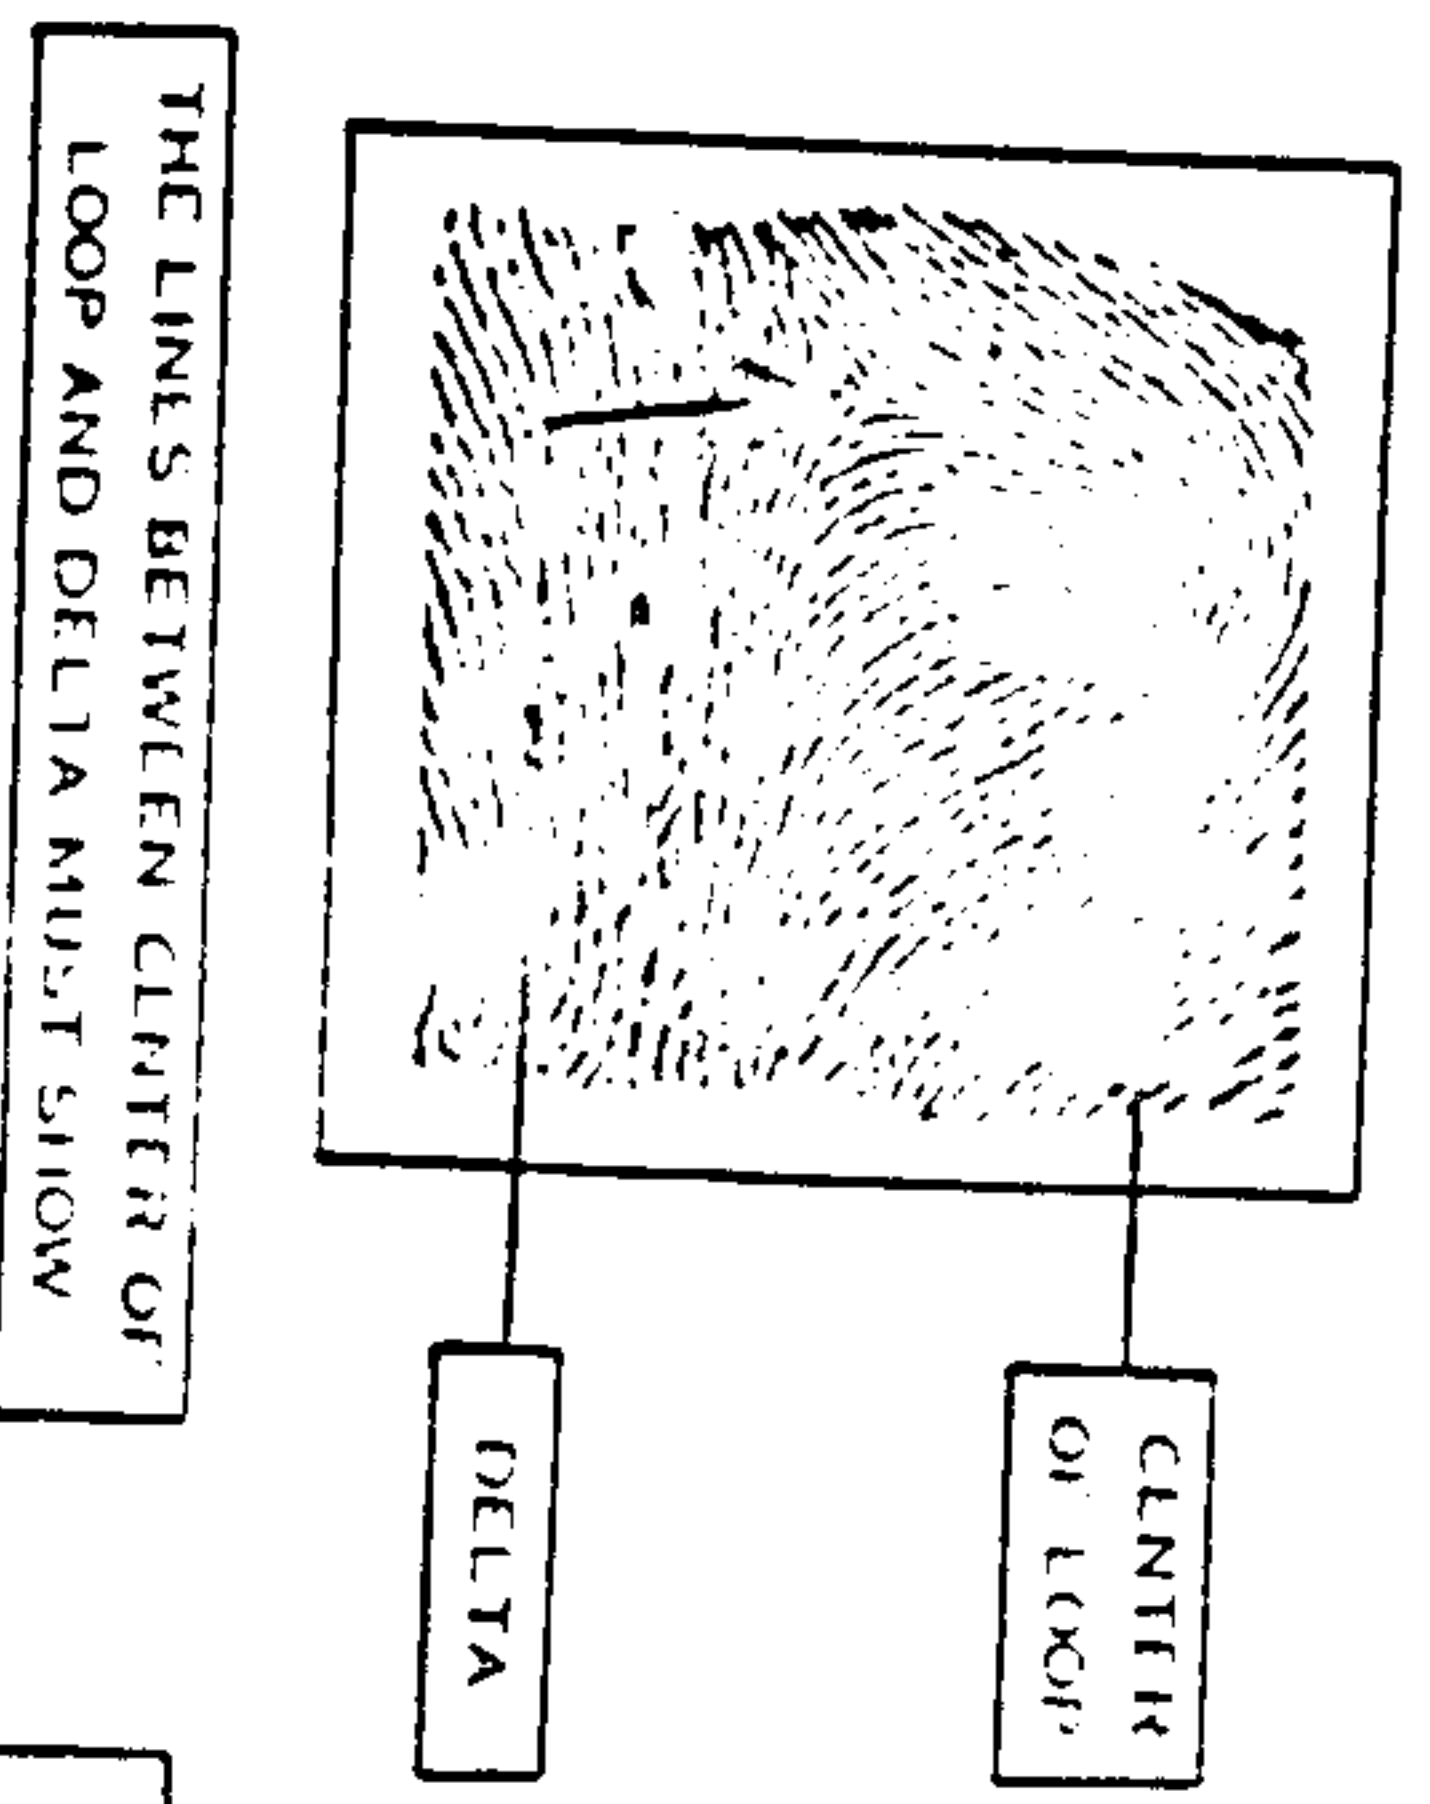 CENTER
OF LOOP
DELTA
THE LINES BETWEEN CENTER OF
LOOP AND DELTA MUST SHOW